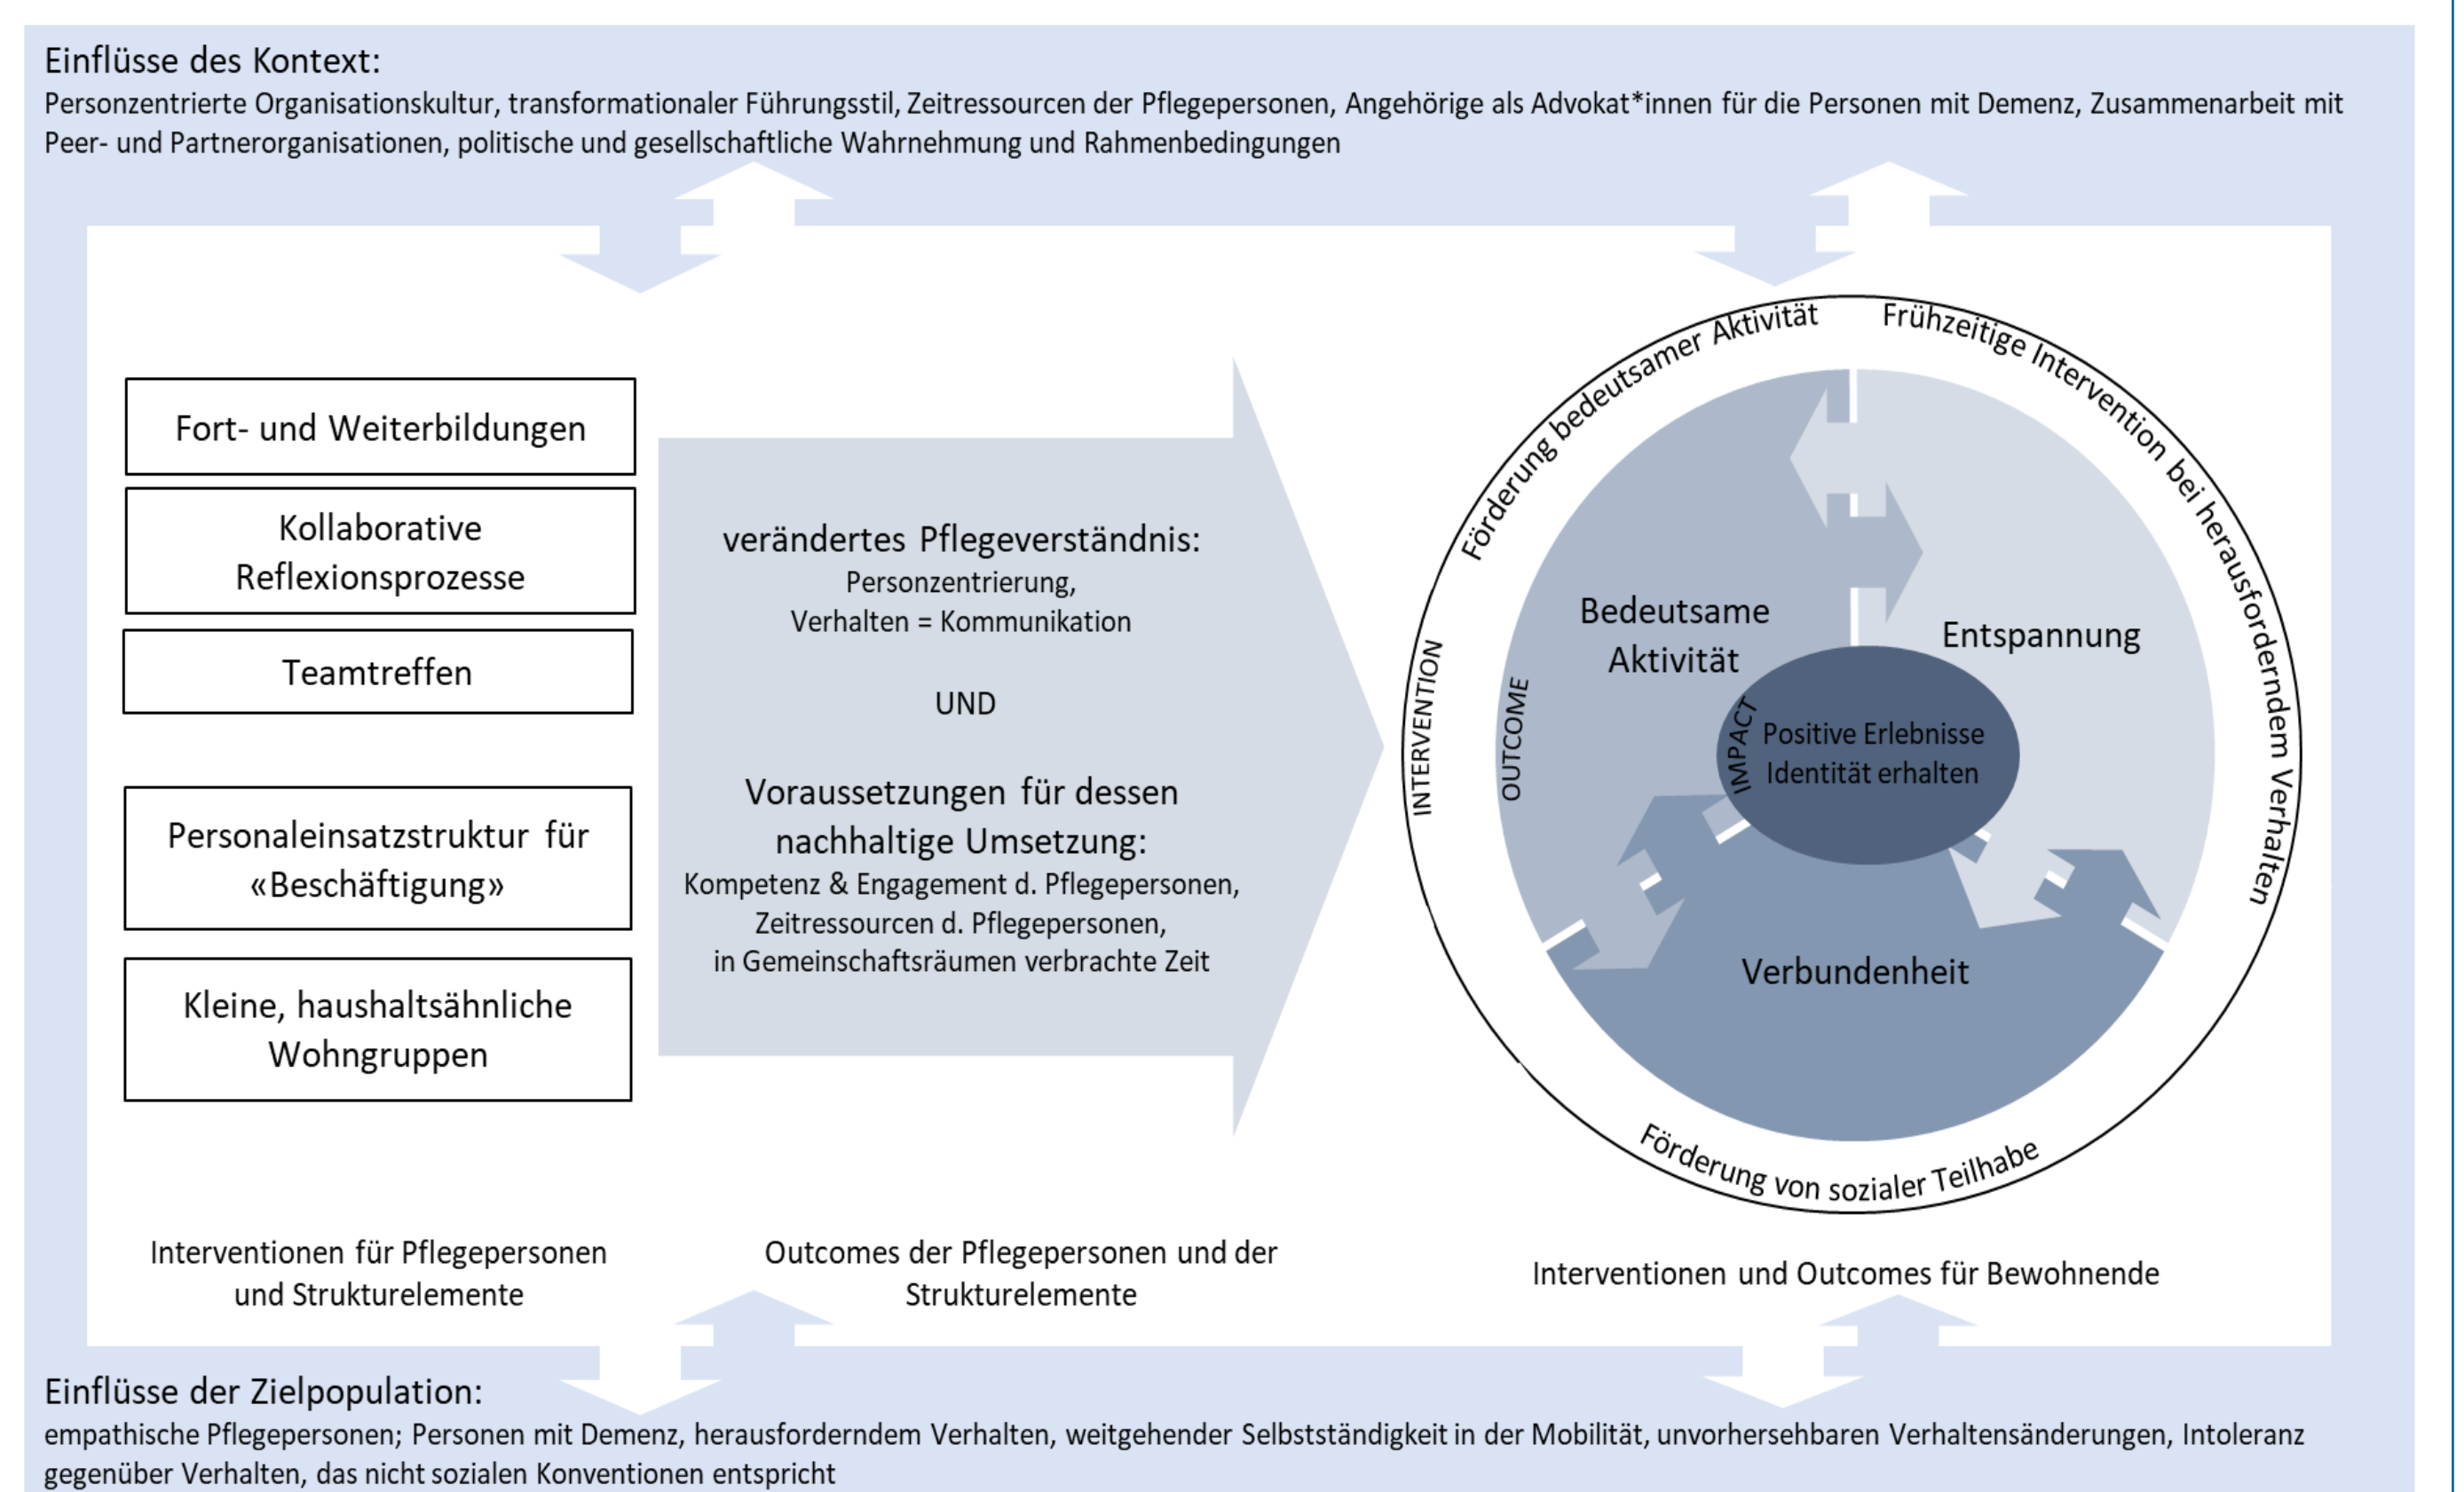 Einflüsse des Kontext:
Personzentrierte Organisationskultur, transformationaler Führungsstil, Zeitressourcen der Pflegepersonen, Angehörige als Advokat*innen für die Personen mit Demenz, Zusammenarbeit mit
Peer- und Partnerorganisationen, politische und gesellschaftliche Wahrnehmung und Rahmenbedingungen
Fort- und Weiterbildungen
Kollaborative
Reflexionsprozesse
Teamtreffen
Personaleinsatzstruktur für
«Beschäftigung»
Kleine, haushaltsähnliche
Wohngruppen
Interventionen für Pflegepersonen
und Strukturelemente
verändertes Pflegeverständnis:
Personzentrierung,
Verhalten = Kommunikation
UND
Voraussetzungen für dessen
nachhaltige Umsetzung:
Kompetenz & Engagement d. Pflegepersonen,
Zeitressourcen d. Pflegepersonen,
in Gemeinschaftsräumen verbrachte Zeit
Outcomes der Pflegepersonen und der
Strukturelemente
Förderung bedeutsamer Aktivität
Frühzeitige Intervention bei herausforderndem Verhalten
INTERVENTION
OUTCOME
IMPACT
Bedeutsame
Aktivität
Entspannung
Positive Erlebnisse
Identität erhalten
Verbundenheit
Förderung von sozialer Teilhabe
Interventionen und Outcomes für Bewohnende
Einflüsse der Zielpopulation:
empathische Pflegepersonen; Personen mit Demenz, herausforderndem Verhalten, weitgehender Selbstständigkeit in der Mobilität, unvorhersehbaren Verhaltensänderungen, Intoleranz
gegenüber Verhalten, das nicht sozialen Konventionen entspricht